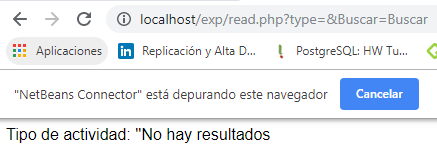 localhost/exp/read.php?type=&Buscar=Buscar
Aplicaciones in Replicación y Alta D... PostgreSQL: HW Tu...
"NetBeans Connector" está depurando este navegador Cancelar
Tipo de actividad: "No hay resultados